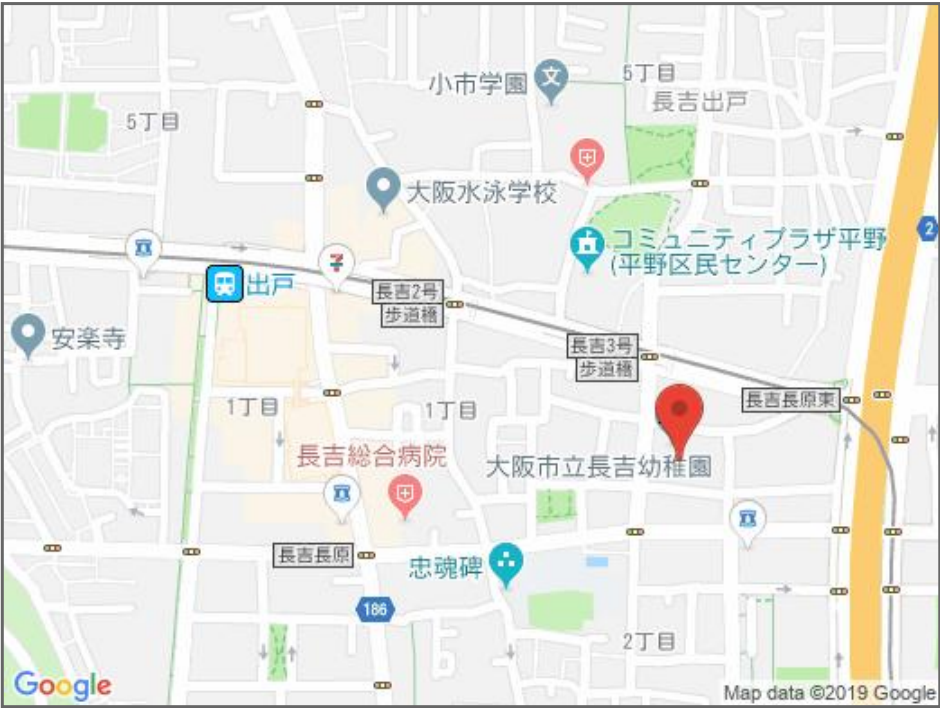 小市学園
文
5丁目
長吉出戸
5丁目
大阪水泳学校
コミュニティプラザ平野
(平野区民センター)
2
7
出戸
長吉2号
歩道橋
安楽寺
長吉3号
歩道橋
長吉長原東
1丁目
1丁目
長吉総合病院
大阪市立長吉幼稚園
長吉長原
忠魂碑
186
2丁目
Google
Map data ©2019 Google